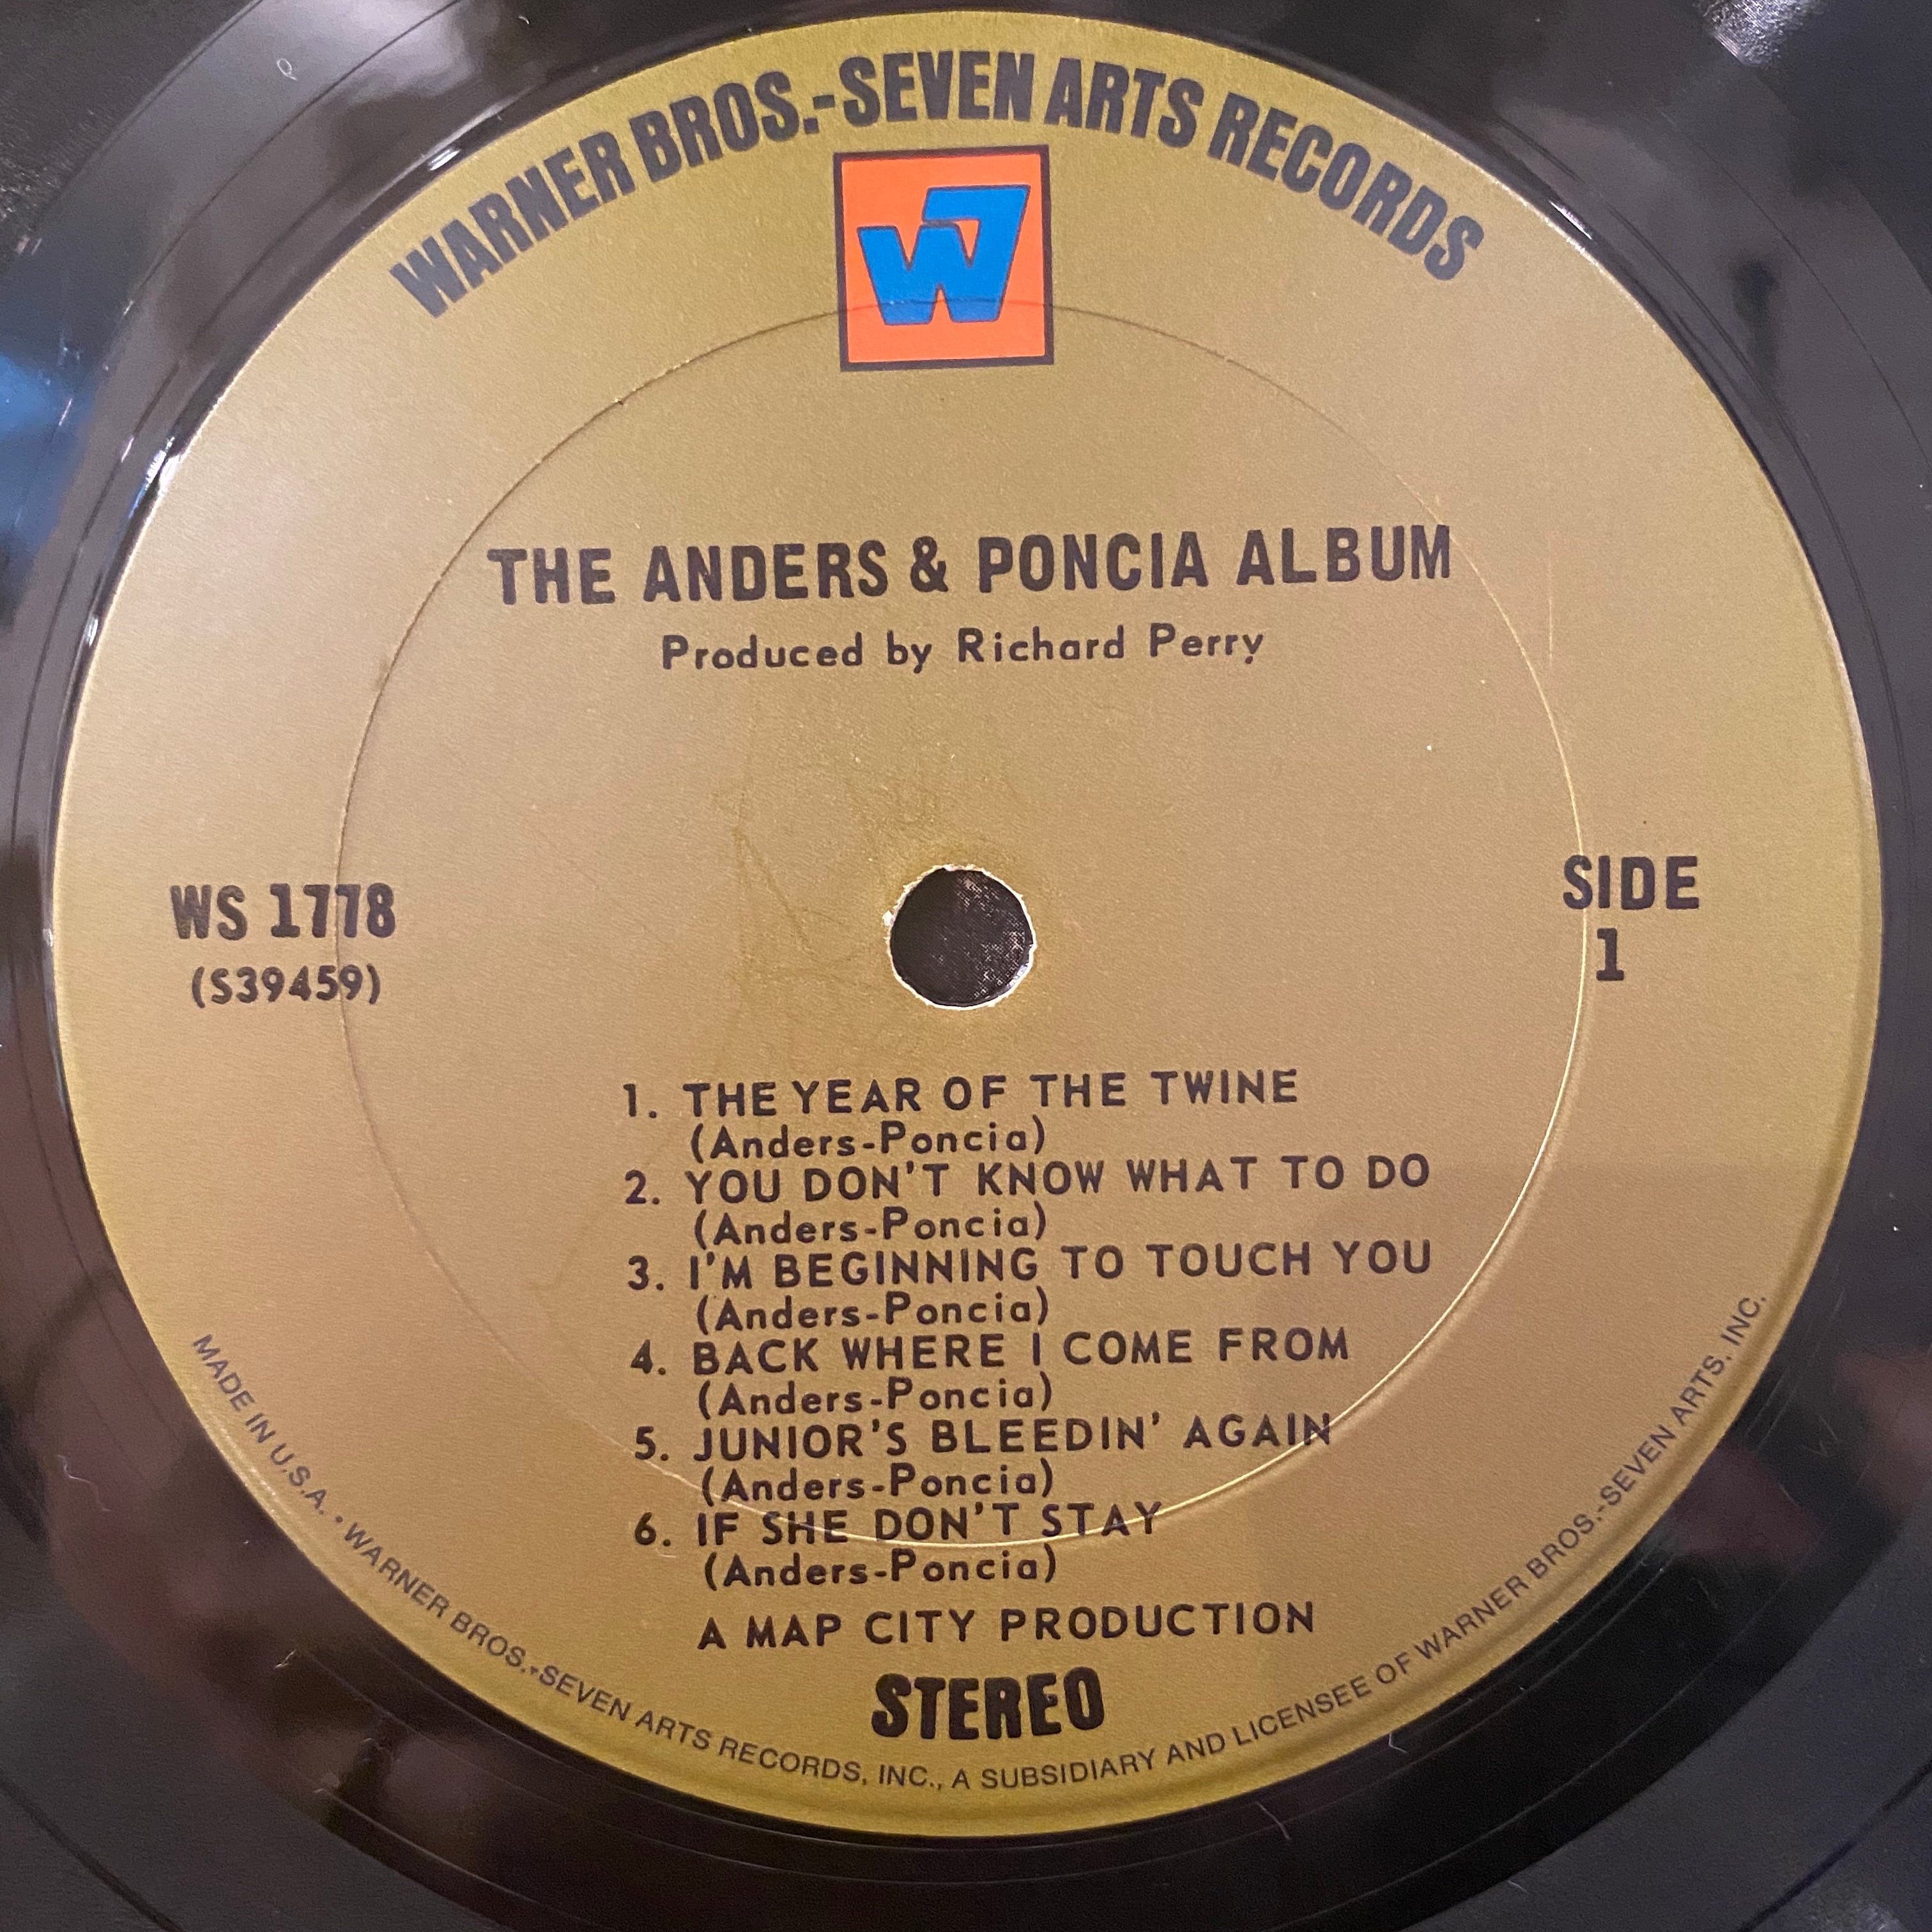 WARNER BROS.-SEVEN ARTS RECORDS
W7
THE ANDERS & PONCIA ALBUM
Produced by Richard Perry
WS 1778
(S39459)
SIDE
1
1. THE YEAR OF THE TWINE
(Anders-Poncia)
2. YOU DON'T KNOW WHAT TO DO
(Anders-Poncia)
3. I'M BEGINNING TO TOUCH YOU
(Anders-Poncia)
4. BACK WHERE I COME FROM
(Anders-Poncia)
5. JUNIOR'S BLEEDIN' AGAIN
(Anders-Poncia)
6. IF SHE DON'T STAY
(Anders-Poncia)
A MAP CITY PRODUCTION
STEREO
MADE IN U.S.A. • WARNER BROS.-SEVEN ARTS RECORDS, INC., A SUBSIDIARY AND LICENSEE OF WARNER BROS.-SEVEN ARTS, INC.